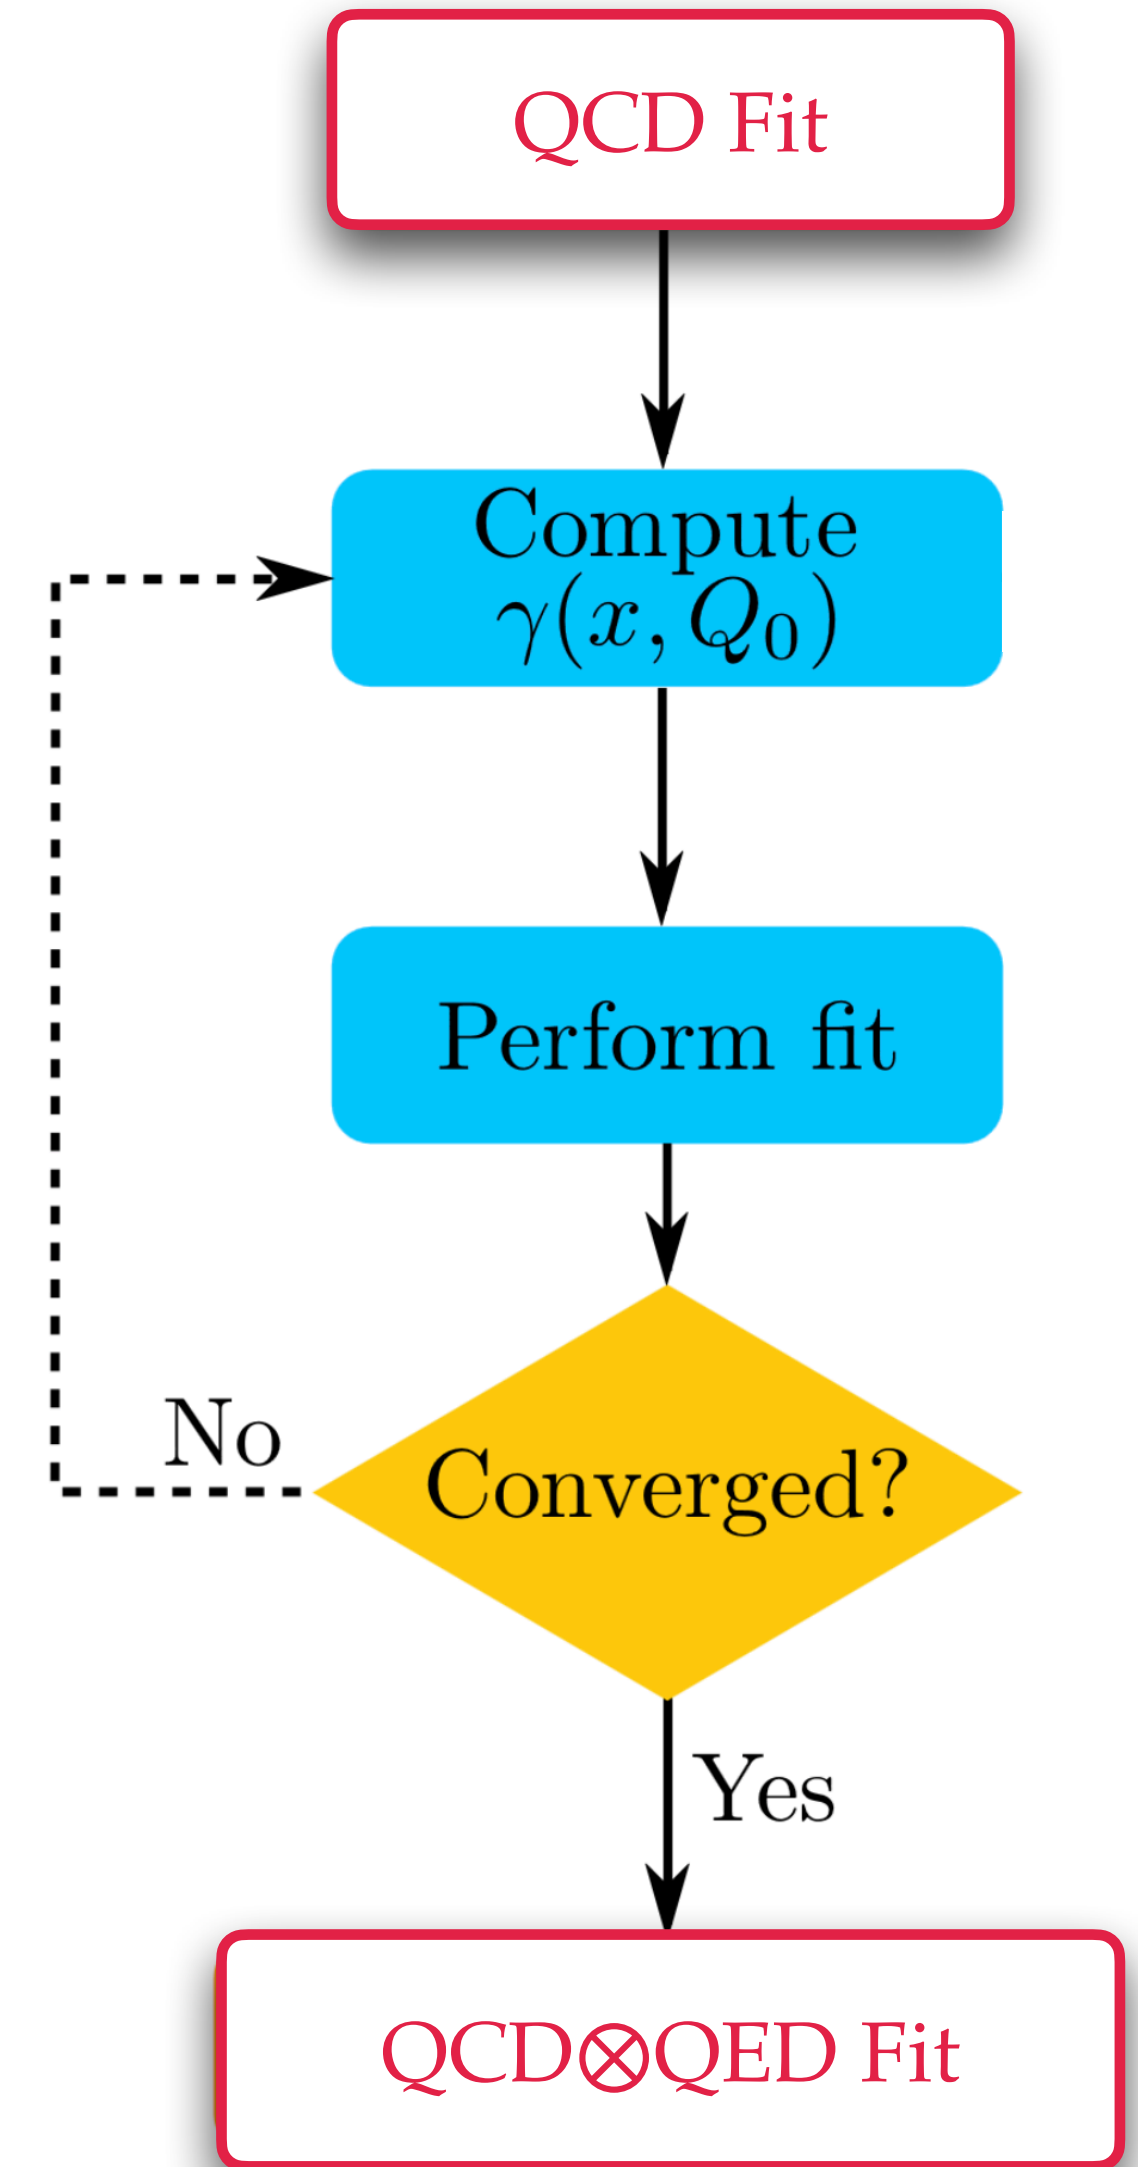 QCD Fit
Compute
γ(x, Q₀)
Perform fit
No
Converged?
Yes
QCD⊗QED Fit